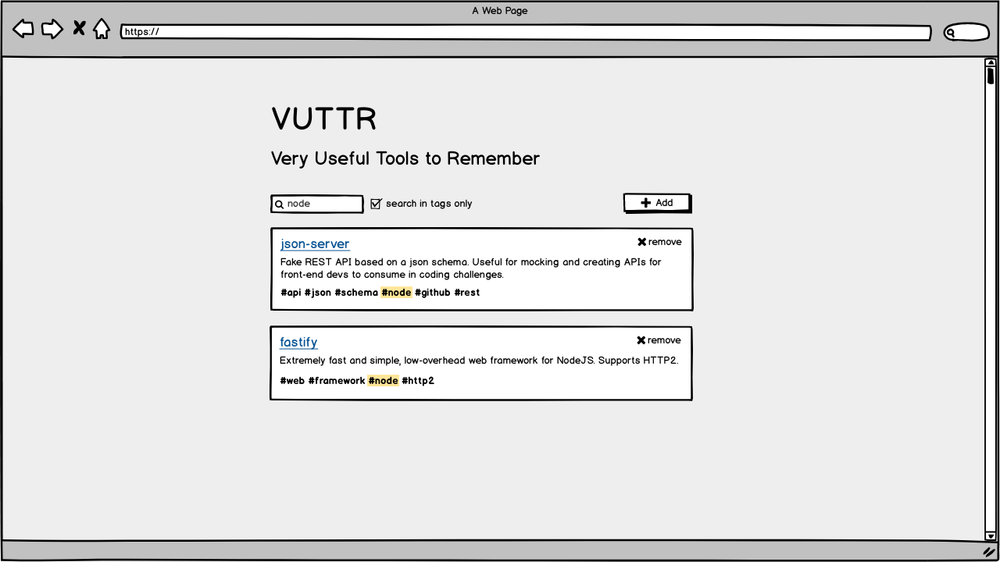 A Web Page
https://
VUTTR
Very Useful Tools to Remember
node search in tags only Add
json-server remove
Fake REST API based on a json schema. Useful for mocking and creating APIs for
front-end devs to consume in coding challenges.
#api #json #schema #node #github #rest
fastify remove
Extremely fast and simple, low-overhead web framework for NodeJS. Supports HTTP2.
#web #framework #node #http2